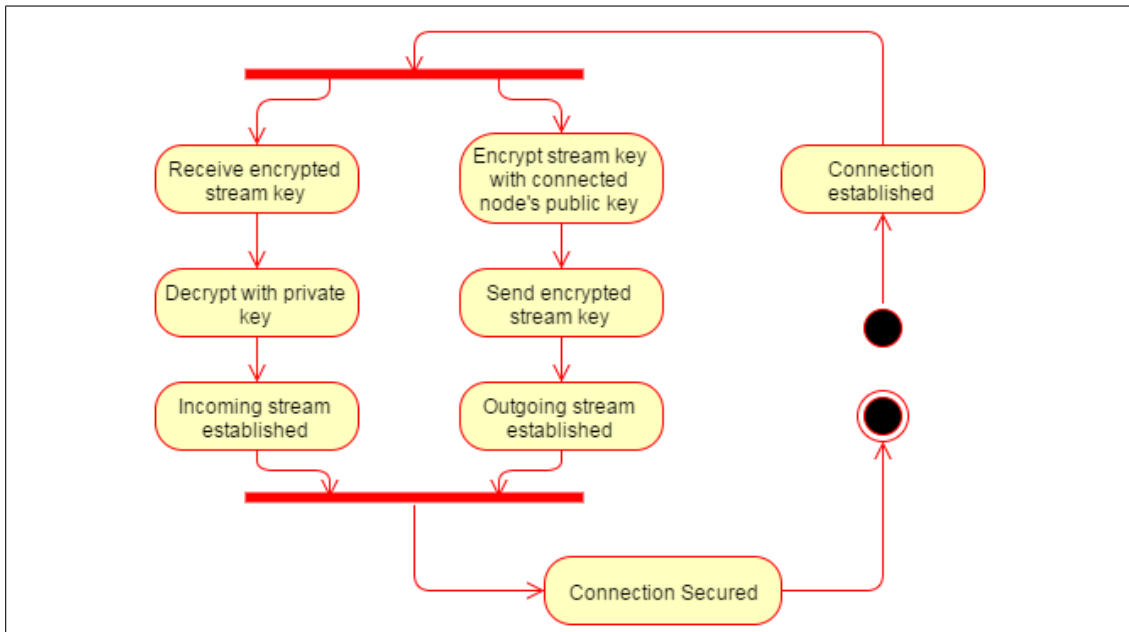 Receive encrypted
stream key
Encrypt stream key
with connected
node's public key
Connection
established
Decrypt with private
key
Send encrypted
stream key
Incoming stream
established
Outgoing stream
established
Connection Secured